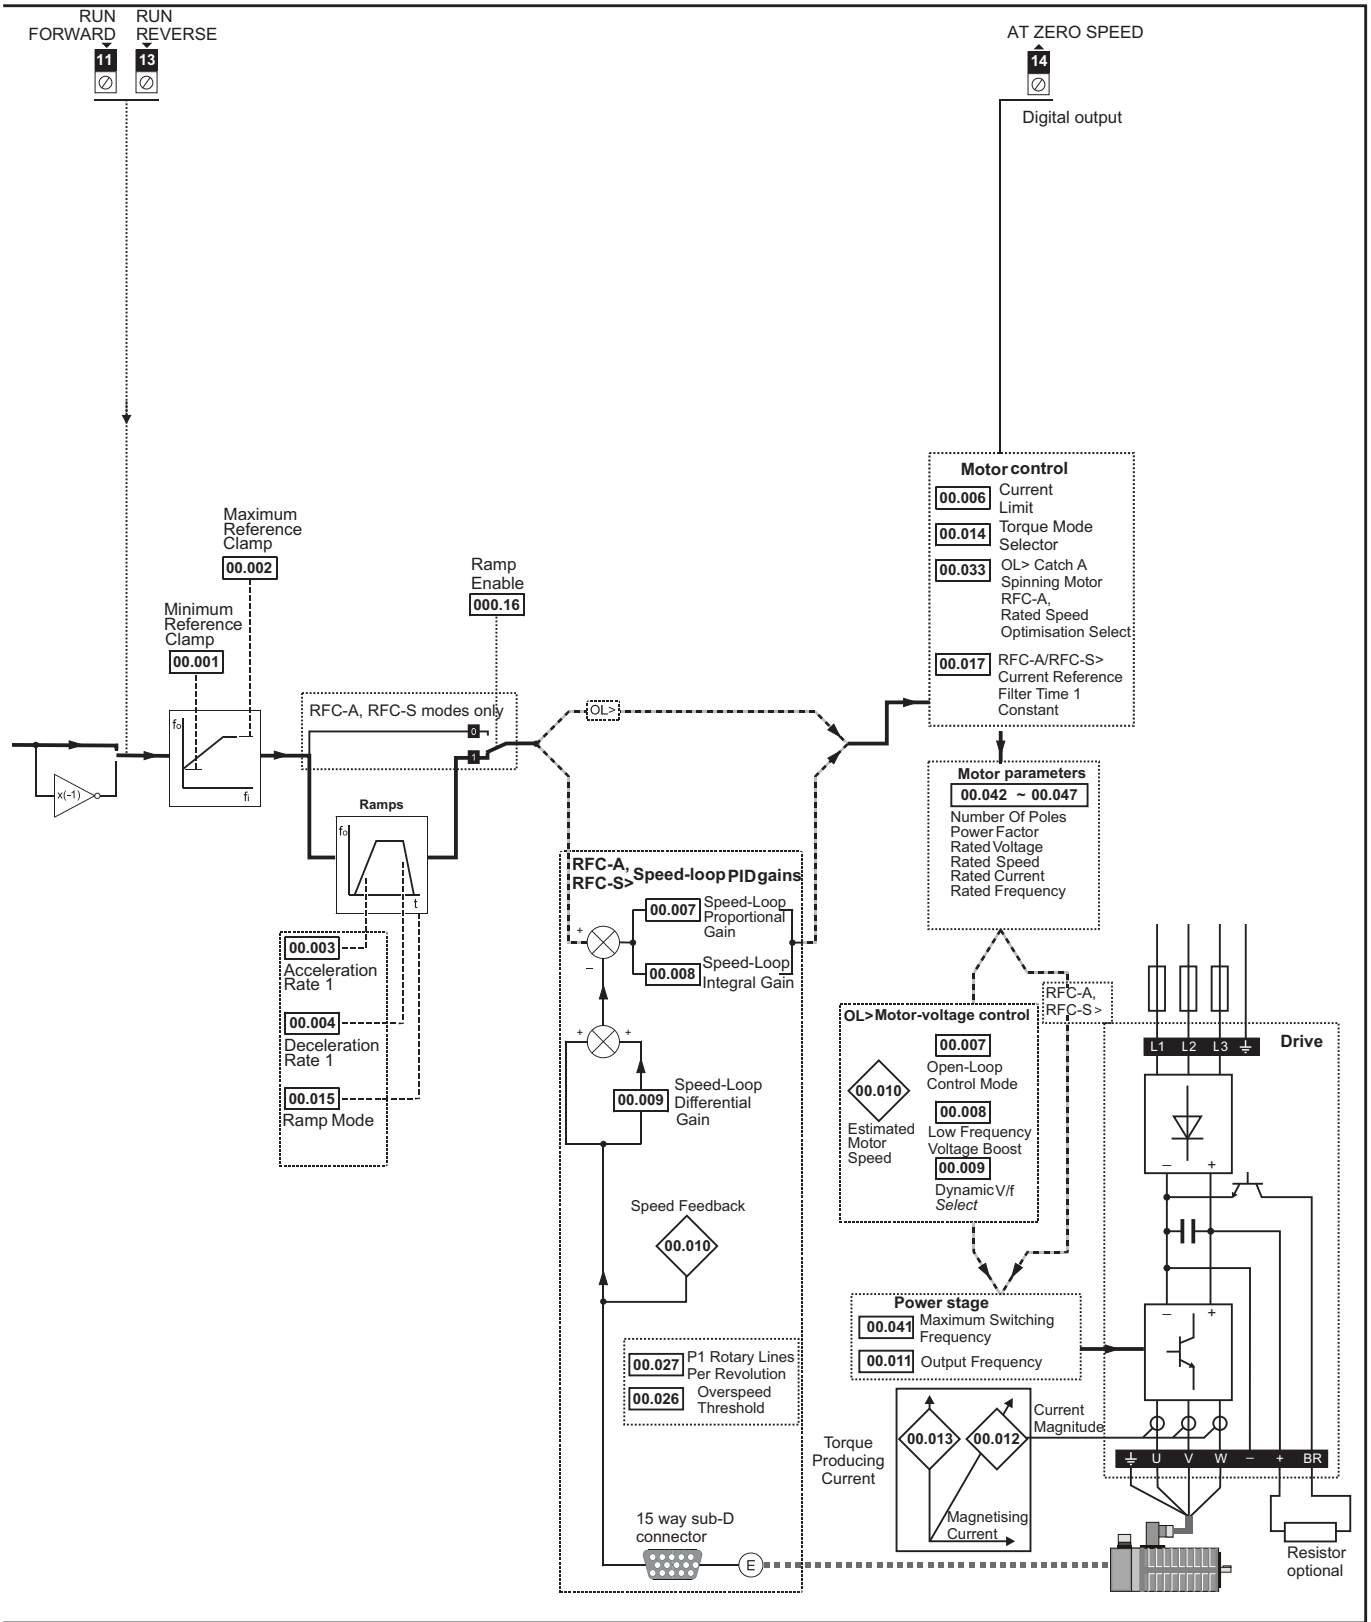 RUN
FORWARD
RUN
REVERSE
11
13
AT ZERO SPEED
14
Digital output
Maximum
Reference
Clamp
00.002
Minimum
Reference
Clamp
00.001
Ramp
Enable
000.16
RFC-A, RFC-S modes only
0
1
x(-1)
fo
fi
Ramps
fo
t
00.003
Acceleration
Rate 1
00.004
Deceleration
Rate 1
00.015
Ramp Mode
OL>
RFC-A,
RFC-S>
Speed-loop PID gains
00.007
Speed-Loop
Proportional
Gain
00.008
Speed-Loop
Integral Gain
+
–
+
+
00.009
Speed-Loop
Differential
Gain
Speed Feedback
00.010
00.027
P1 Rotary Lines
Per Revolution
00.026
Overspeed
Threshold
15 way sub-D
connector
E
Motor control
00.006
Current
Limit
00.014
Torque Mode
Selector
00.033
OL> Catch A
Spinning Motor
RFC-A,
Rated Speed
Optimisation Select
00.017
RFC-A/RFC-S>
Current Reference
Filter Time 1
Constant
Motor parameters
00.042 ~ 00.047
Number Of Poles
Power Factor
Rated Voltage
Rated Speed
Rated Current
Rated Frequency
RFC-A,
RFC-S >
OL> Motor-voltage control
00.007
Open-Loop
Control Mode
00.010
Estimated
Motor
Speed
00.008
Low Frequency
Voltage Boost
00.009
Dynamic V/f
Select
Power stage
00.041
Maximum Switching
Frequency
00.011
Output Frequency
Torque
Producing
Current
00.013
00.012
Current
Magnitude
Magnetising
Current
Drive
L1 L2 L3
– +
– +
U V W – + BR
Resistor
optional